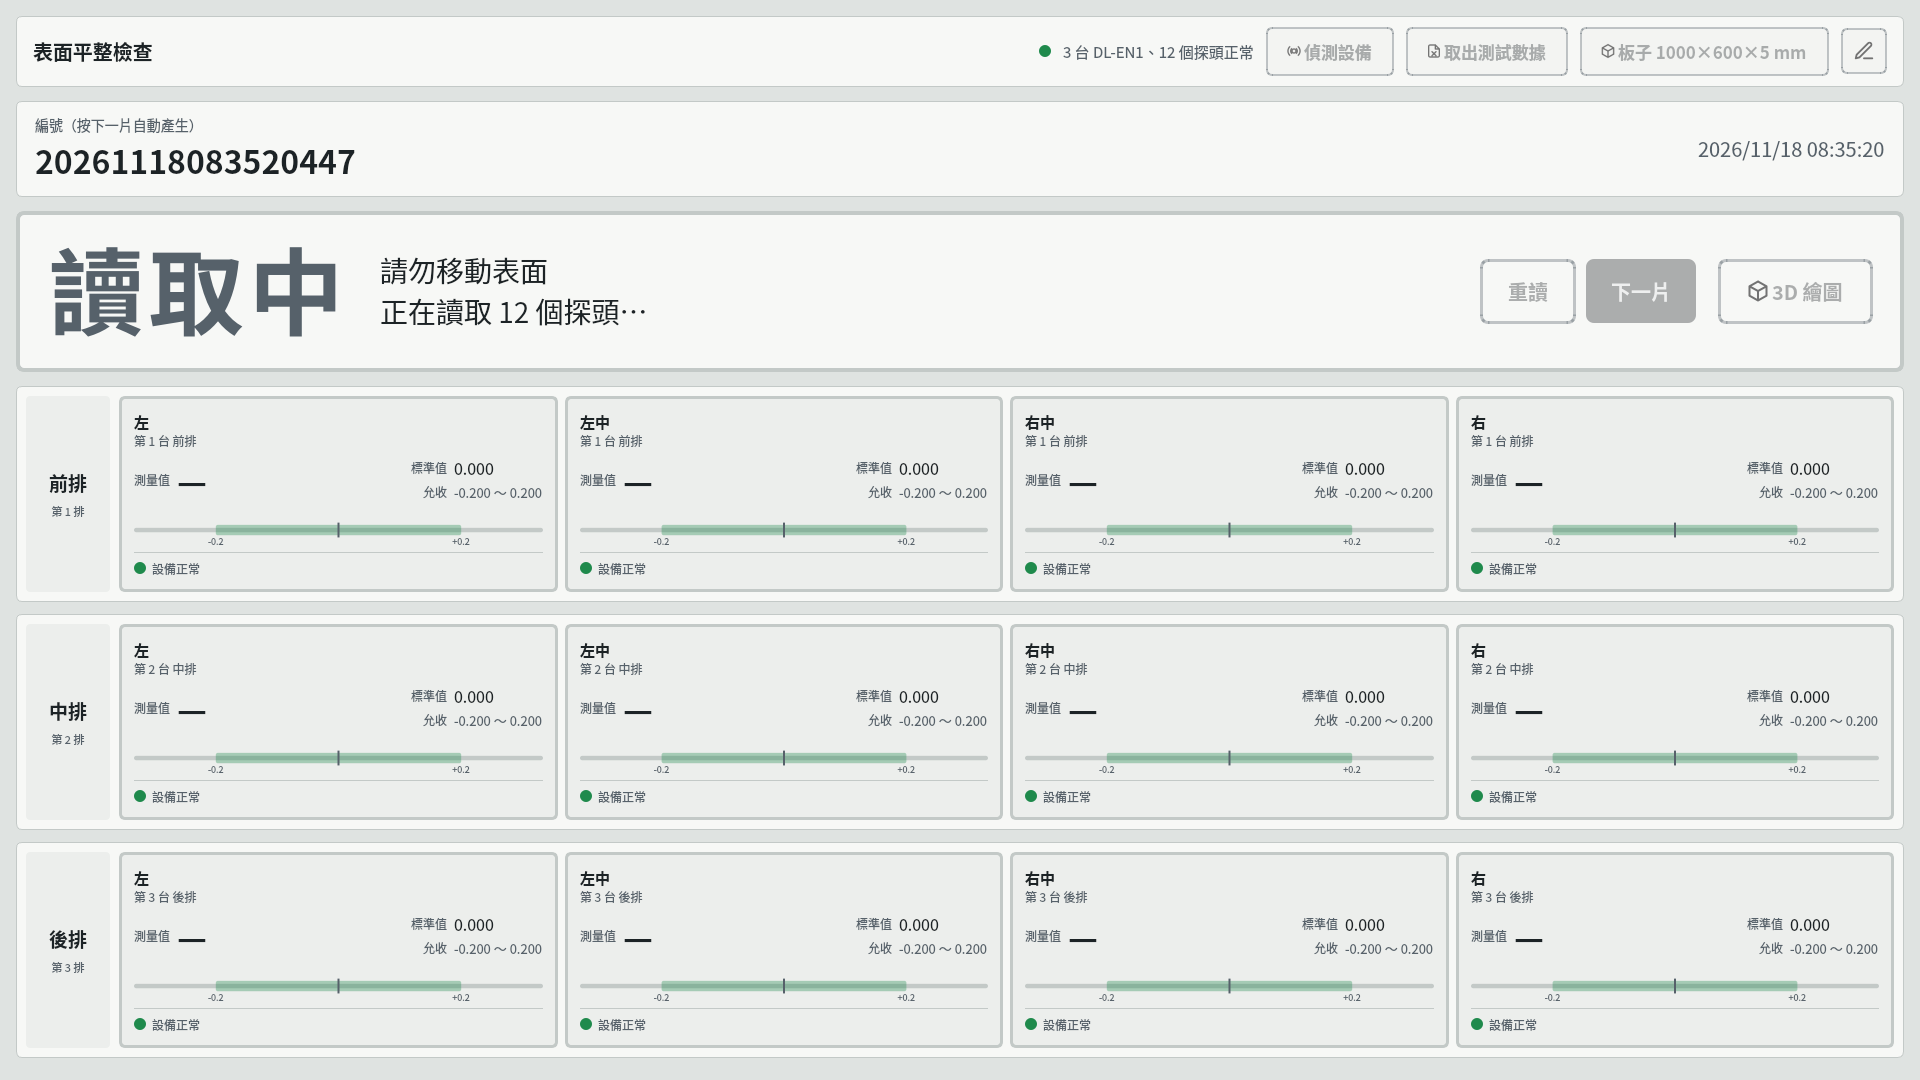 表面平整檢查
3 台 DL-EN1、12 個探頭正常
偵測設備
取出測試數據
板子 1000×600×5 mm
編號（按下一片自動產生）
20261118083520447
2026/11/18 08:35:20
讀取中
請勿移動表面
正在讀取 12 個探頭⋯
重讀
下一片
3D 繪圖
前排
第 1 排
左
第 1 台 前排
測量值 —
標準值 0.000
允收 -0.200 ～ 0.200
-0.2 +0.2
設備正常
左中
第 1 台 前排
測量值 —
標準值 0.000
允收 -0.200 ～ 0.200
-0.2 +0.2
設備正常
右中
第 1 台 前排
測量值 —
標準值 0.000
允收 -0.200 ～ 0.200
-0.2 +0.2
設備正常
右
第 1 台 前排
測量值 —
標準值 0.000
允收 -0.200 ～ 0.200
-0.2 +0.2
設備正常
中排
第 2 排
左
第 2 台 中排
測量值 —
標準值 0.000
允收 -0.200 ～ 0.200
-0.2 +0.2
設備正常
左中
第 2 台 中排
測量值 —
標準值 0.000
允收 -0.200 ～ 0.200
-0.2 +0.2
設備正常
右中
第 2 台 中排
測量值 —
標準值 0.000
允收 -0.200 ～ 0.200
-0.2 +0.2
設備正常
右
第 2 台 中排
測量值 —
標準值 0.000
允收 -0.200 ～ 0.200
-0.2 +0.2
設備正常
後排
第 3 排
左
第 3 台 後排
測量值 —
標準值 0.000
允收 -0.200 ～ 0.200
-0.2 +0.2
設備正常
左中
第 3 台 後排
測量值 —
標準值 0.000
允收 -0.200 ～ 0.200
-0.2 +0.2
設備正常
右中
第 3 台 後排
測量值 —
標準值 0.000
允收 -0.200 ～ 0.200
-0.2 +0.2
設備正常
右
第 3 台 後排
測量值 —
標準值 0.000
允收 -0.200 ～ 0.200
-0.2 +0.2
設備正常